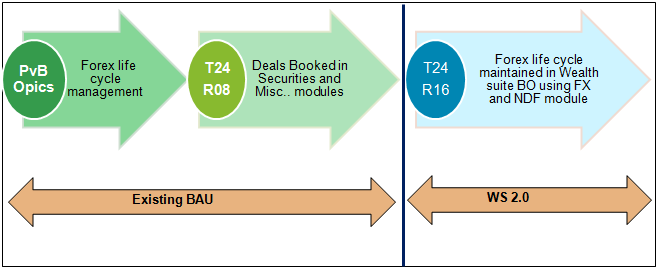 PvB
Opics
Forex life
cycle
management
T24
R08
Deals Booked in
Securities and
Misc.. modules
T24
R16
Forex life cycle
maintained in Wealth
suite BO using FX
and NDF module
Existing BAU
WS 2.0